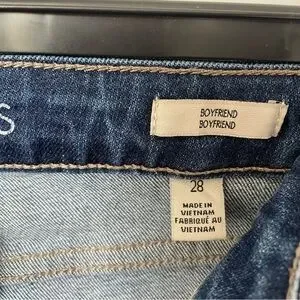 S
BOYFRIEND
BOYFRIEND
28
MADE IN
VIETNAM
FABRIQUÉ AU
VIETNAM